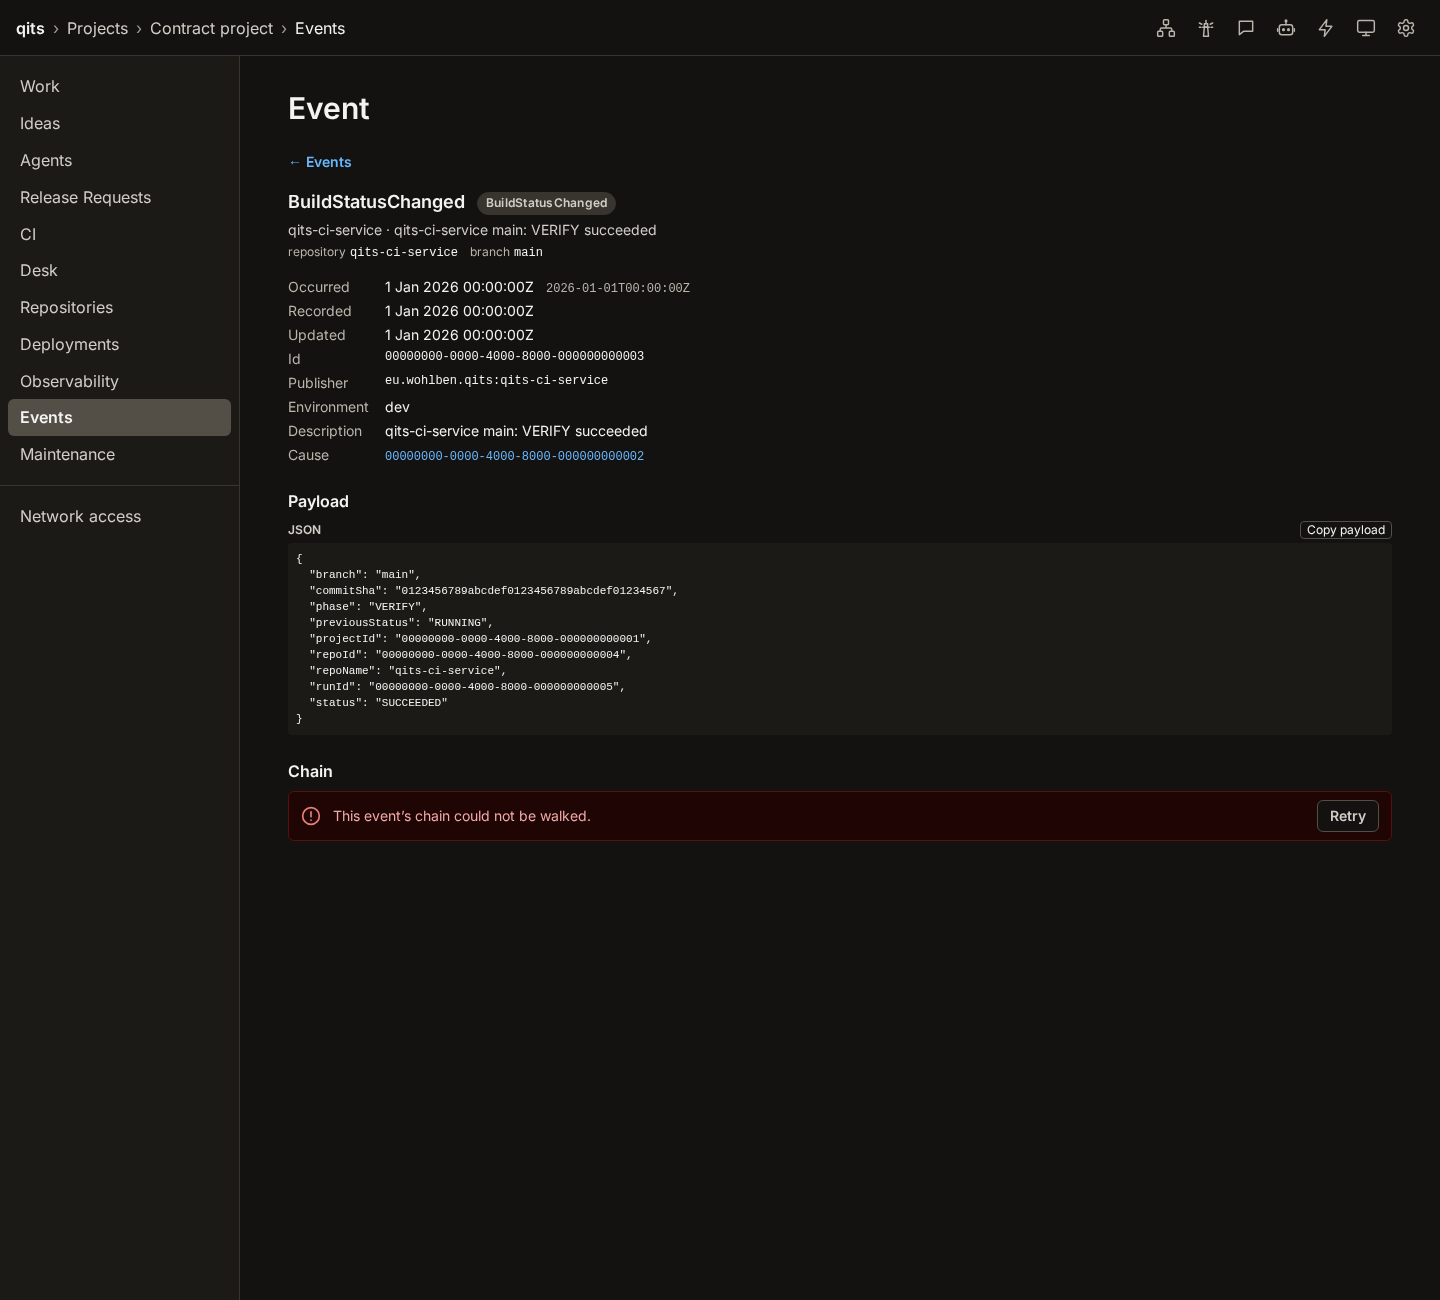 qits › Projects › Contract project › Events
Work
Ideas
Agents
Release Requests
CI
Desk
Repositories
Deployments
Observability
Events
Maintenance
Network access
Event
← Events
BuildStatusChanged BuildStatusChanged
qits-ci-service · qits-ci-service main: VERIFY succeeded
repository qits-ci-service branch main
Occurred 1 Jan 2026 00:00:00Z 2026-01-01T00:00:00Z
Recorded 1 Jan 2026 00:00:00Z
Updated 1 Jan 2026 00:00:00Z
Id 00000000-0000-4000-8000-000000000003
Publisher eu.wohlben.qits:qits-ci-service
Environment dev
Description qits-ci-service main: VERIFY succeeded
Cause 00000000-0000-4000-8000-000000000002
Payload
JSON Copy payload
{
  "branch": "main",
  "commitSha": "0123456789abcdef0123456789abcdef01234567",
  "phase": "VERIFY",
  "previousStatus": "RUNNING",
  "projectId": "00000000-0000-4000-8000-000000000001",
  "repoId": "00000000-0000-4000-8000-000000000004",
  "repoName": "qits-ci-service",
  "runId": "00000000-0000-4000-8000-000000000005",
  "status": "SUCCEEDED"
}
Chain
This event’s chain could not be walked. Retry